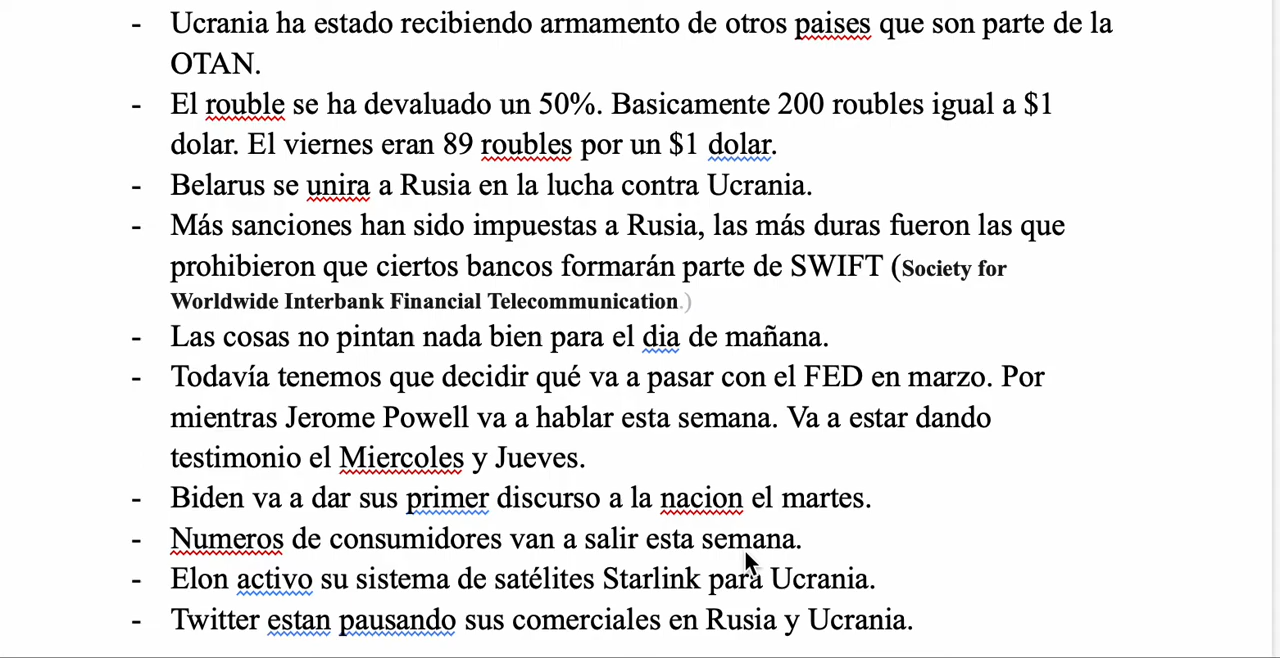 - Ucrania ha estado recibiendo armamento de otros paises que son parte de la
OTAN.
- El rouble se ha devaluado un 50%. Basicamente 200 roubles igual a $1
dolar. El viernes eran 89 roubles por un $1 dolar.
- Belarus se unira a Rusia en la lucha contra Ucrania.
- Más sanciones han sido impuestas a Rusia, las más duras fueron las que
prohibieron que ciertos bancos formarán parte de SWIFT (Society for
Worldwide Interbank Financial Telecommunication.)
- Las cosas no pintan nada bien para el dia de mañana.
- Todavía tenemos que decidir qué va a pasar con el FED en marzo. Por
mientras Jerome Powell va a hablar esta semana. Va a estar dando
testimonio el Miercoles y Jueves.
- Biden va a dar sus primer discurso a la nacion el martes.
- Numeros de consumidores van a salir esta semana.
- Elon activo su sistema de satélites Starlink para Ucrania.
- Twitter estan pausando sus comerciales en Rusia y Ucrania.